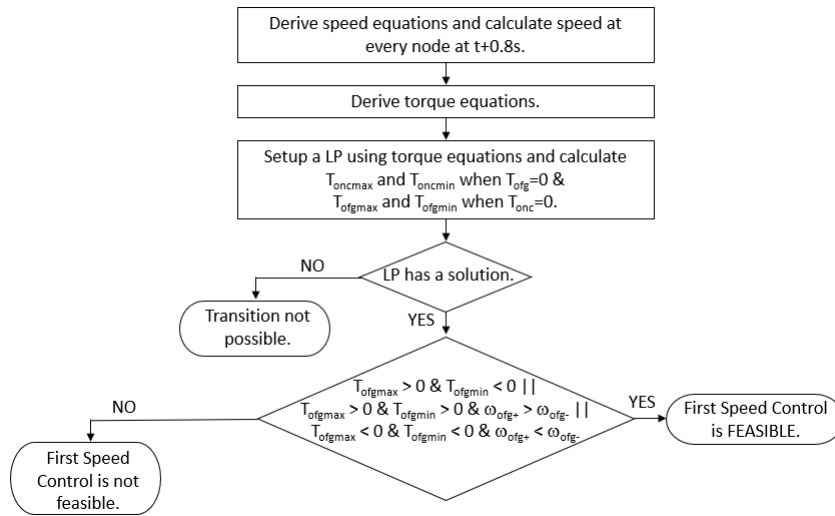 Derive speed equations and calculate speed at
every node at t+0.8s.
Derive torque equations.
Setup a LP using torque equations and calculate
Toncmax and Toncmin when Tofg=0 &
Tofgmax and Tofgmin when Tonc=0.
LP has a solution.
NO
Transition not
possible.
YES
Tofgmax > 0 & Tofgmin < 0 ||
Tofgmax > 0 & Tofgmin > 0 & ωofg+ > ωofg- ||
Tofgmax < 0 & Tofgmin < 0 & ωofg+ < ωofg-
NO
First Speed
Control is not
feasible.
YES
First Speed Control
is FEASIBLE.